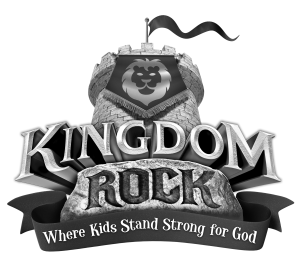 KINGDOM
ROCK
Where Kids Stand Strong for God